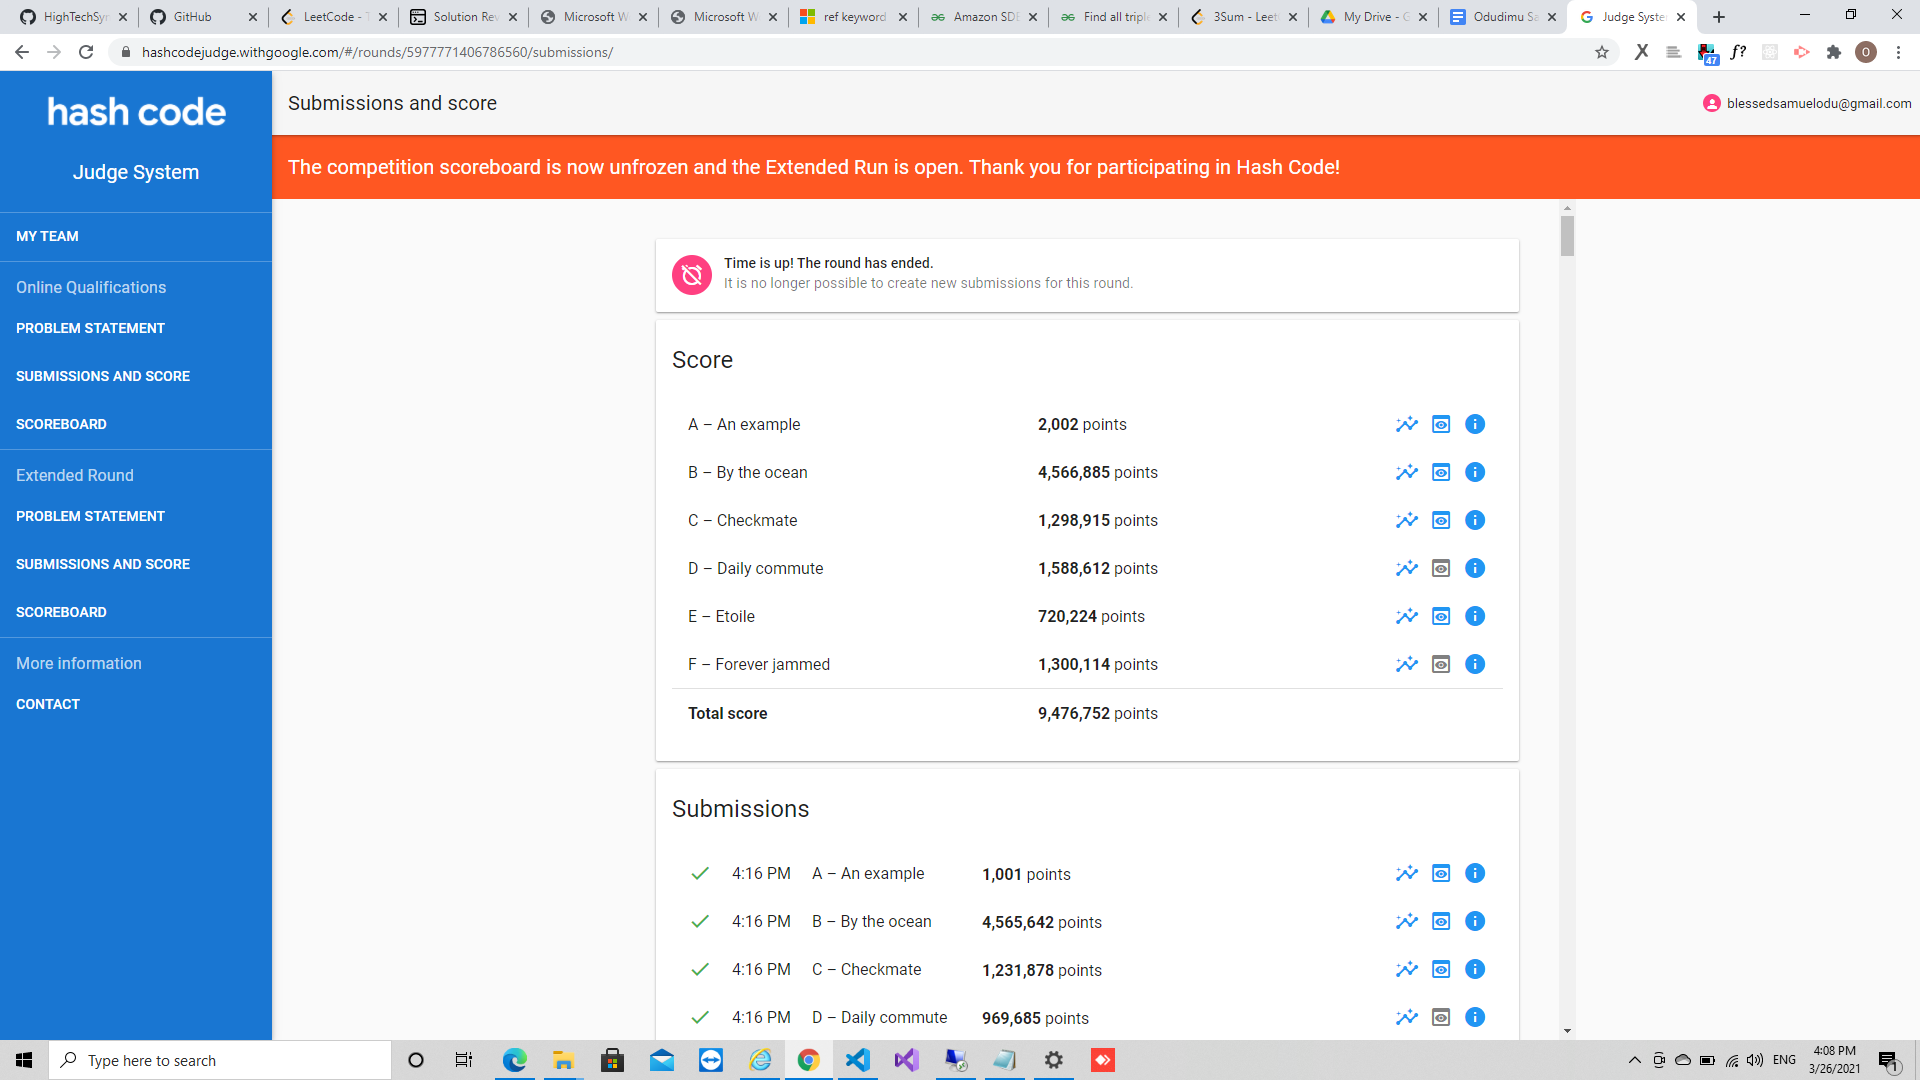 HighTechSyn
GitHub
LeetCode - T
Solution Rev
Microsoft W
Microsoft W
ref keyword
Amazon SDE
Find all triple
3Sum - Leet
My Drive - G
Odudimu Sa
Judge System
hashcodejudge.withgoogle.com/#/rounds/5977771406786560/submissions/
47
f?
O
hash code
Judge System
MY TEAM
Online Qualifications
PROBLEM STATEMENT
SUBMISSIONS AND SCORE
SCOREBOARD
Extended Round
PROBLEM STATEMENT
SUBMISSIONS AND SCORE
SCOREBOARD
More information
CONTACT
Submissions and score
blessedsamuelodu@gmail.com
The competition scoreboard is now unfrozen and the Extended Run is open. Thank you for participating in Hash Code!
Time is up! The round has ended.
It is no longer possible to create new submissions for this round.
Score
A – An example 2,002 points
B – By the ocean 4,566,885 points
C – Checkmate 1,298,915 points
D – Daily commute 1,588,612 points
E – Etoile 720,224 points
F – Forever jammed 1,300,114 points
Total score 9,476,752 points
Submissions
4:16 PM A – An example 1,001 points
4:16 PM B – By the ocean 4,565,642 points
4:16 PM C – Checkmate 1,231,878 points
4:16 PM D – Daily commute 969,685 points
Type here to search
ENG
4:08 PM
3/26/2021
1